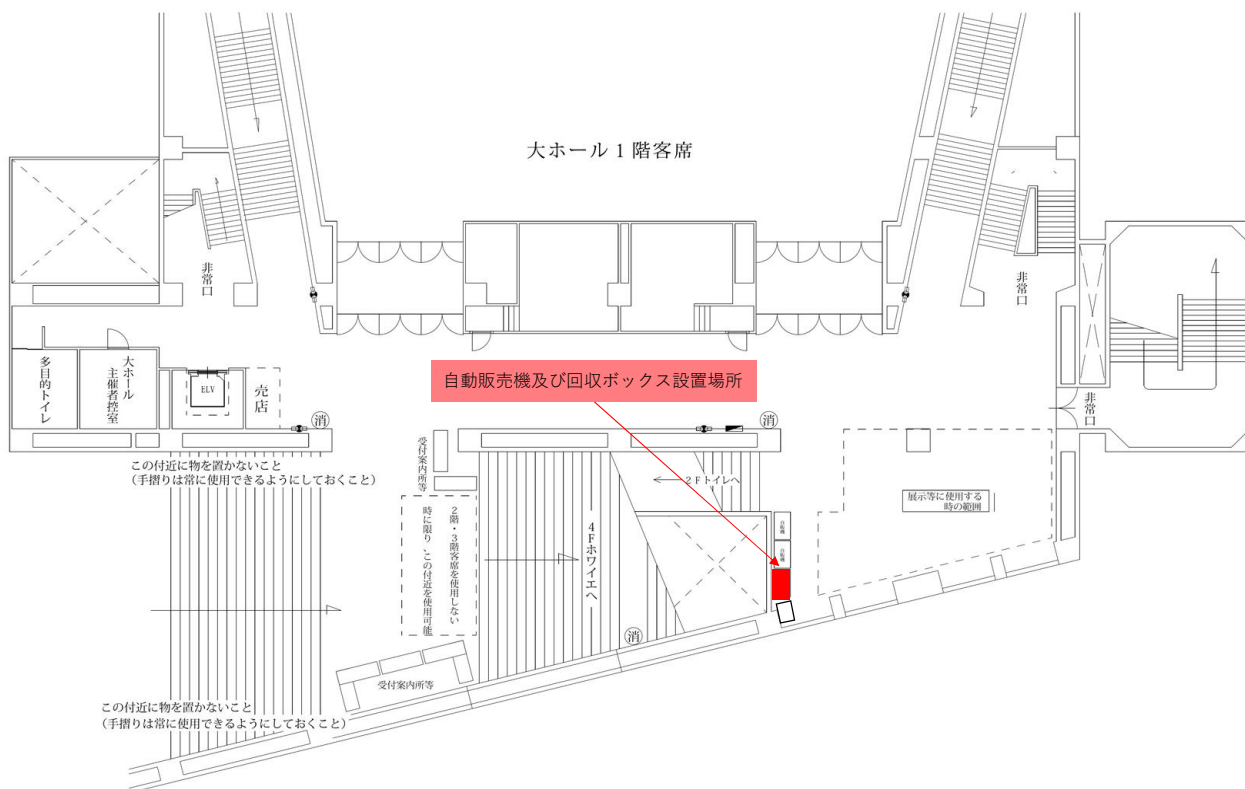 大ホール１階客席
非常口
非常口
多目的トイレ
大ホール
主催者控室
ELV
売店
消
自動販売機及び回収ボックス設置場所
消
非常口
この付近に物を置かないこと
（手摺りは常に使用できるようにしておくこと）
受付案内所等
２Ｆトイレへ
展示等に使用する
時の範囲
２階・３階客席を使用しない
時に限り、この付近を使用可能
４Ｆホワイエへ
自販機
自販機
消
受付案内所等
この付近に物を置かないこと
（手摺りは常に使用できるようにしておくこと）